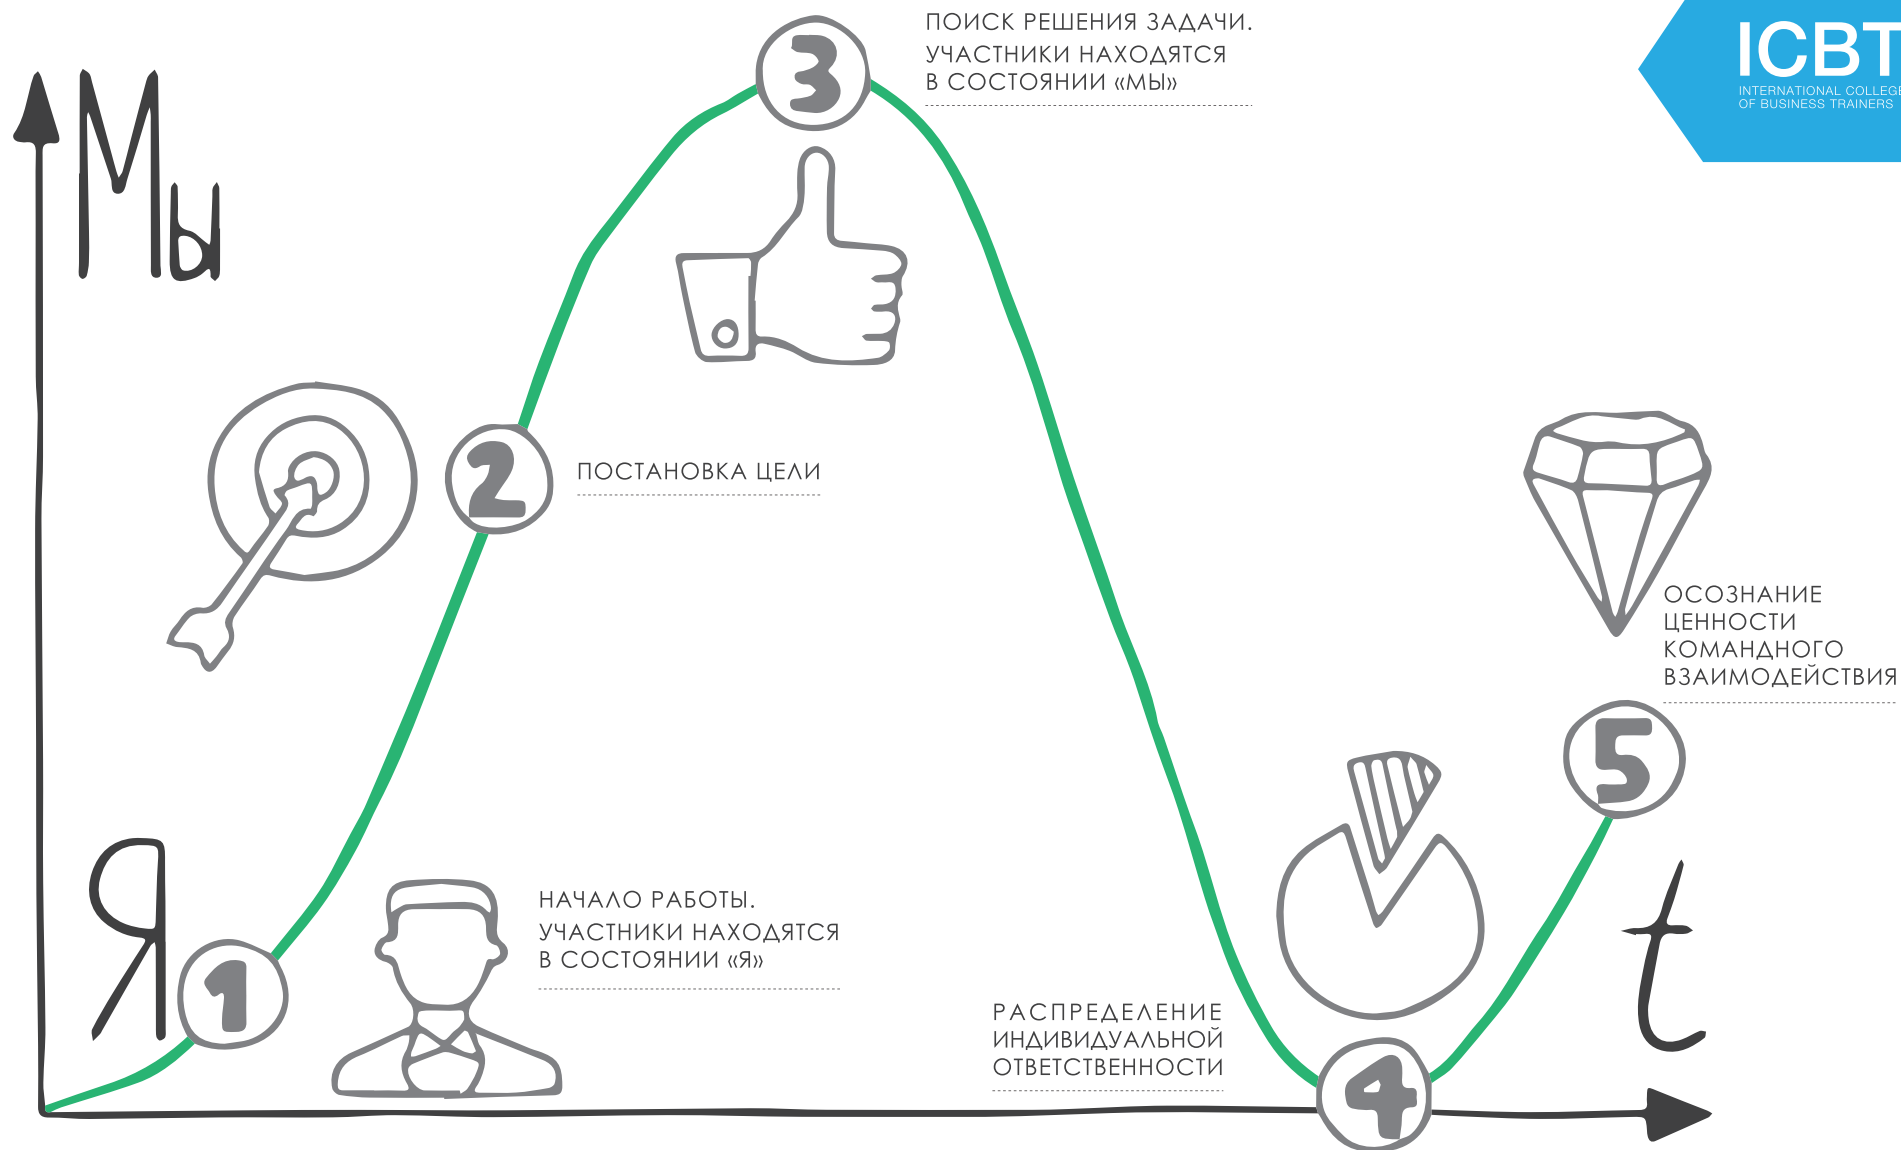 ПОИСК РЕШЕНИЯ ЗАДАЧИ.
УЧАСТНИКИ НАХОДЯТСЯ
В СОСТОЯНИИ «МЫ»
ICBT
INTERNATIONAL COLLEGE
OF BUSINESS TRAINERS
3
Мы
2
ПОСТАНОВКА ЦЕЛИ
ОСОЗНАНИЕ
ЦЕННОСТИ
КОМАНДНОГО
ВЗАИМОДЕЙСТВИЯ
5
Я
1
НАЧАЛО РАБОТЫ.
УЧАСТНИКИ НАХОДЯТСЯ
В СОСТОЯНИИ «Я»
t
РАСПРЕДЕЛЕНИЕ
ИНДИВИДУАЛЬНОЙ
ОТВЕТСТВЕННОСТИ
4